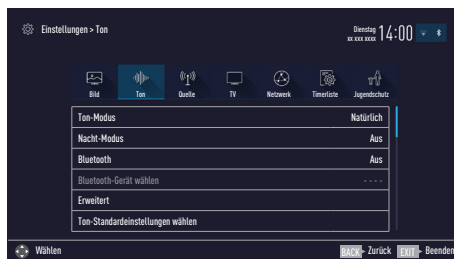 Einstellungen > Ton
Dienstag
xx xxx xxxx
14:00
Bild Ton Quelle TV Netzwerk Timerliste Jugendschutz
Ton-Modus Natürlich
Nacht-Modus Aus
Bluetooth Aus
Bluetooth-Gerät wählen - - - -
Erweitert
Ton-Standardeinstellungen wählen
Wählen BACK Zurück EXIT Beenden